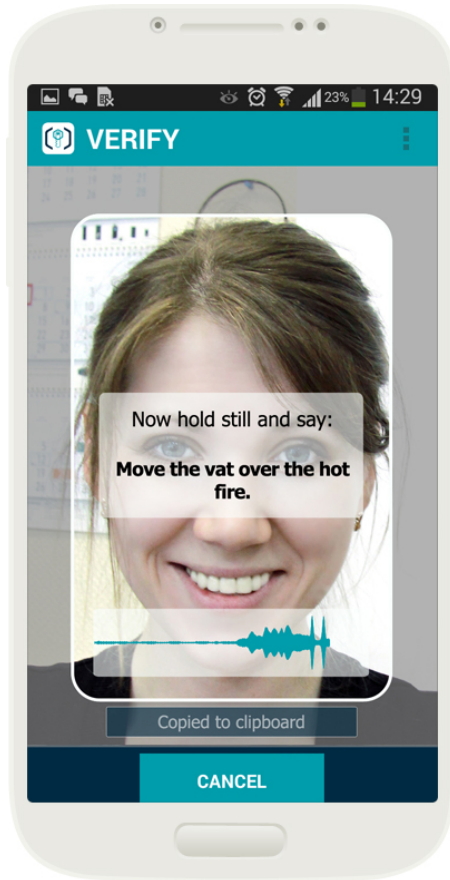 23% 14:29
VERIFY
Now hold still and say:
Move the vat over the hot
fire.
Copied to clipboard
CANCEL